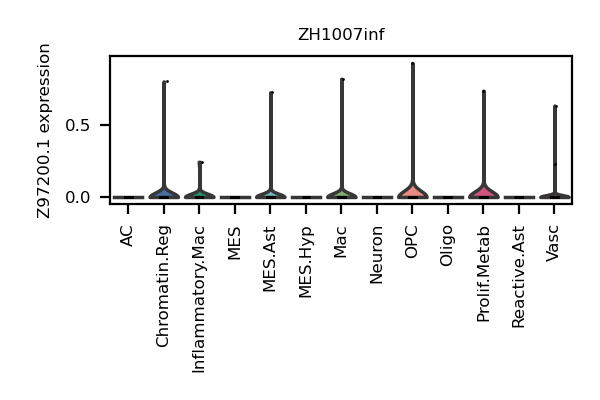 ZH1007inf
Z97200.1 expression
0.5
0.0
AC
Chromatin.Reg
Inflammatory.Mac
MES
MES.Ast
MES.Hyp
Mac
Neuron
OPC
Oligo
Prolif.Metab
Reactive.Ast
Vasc